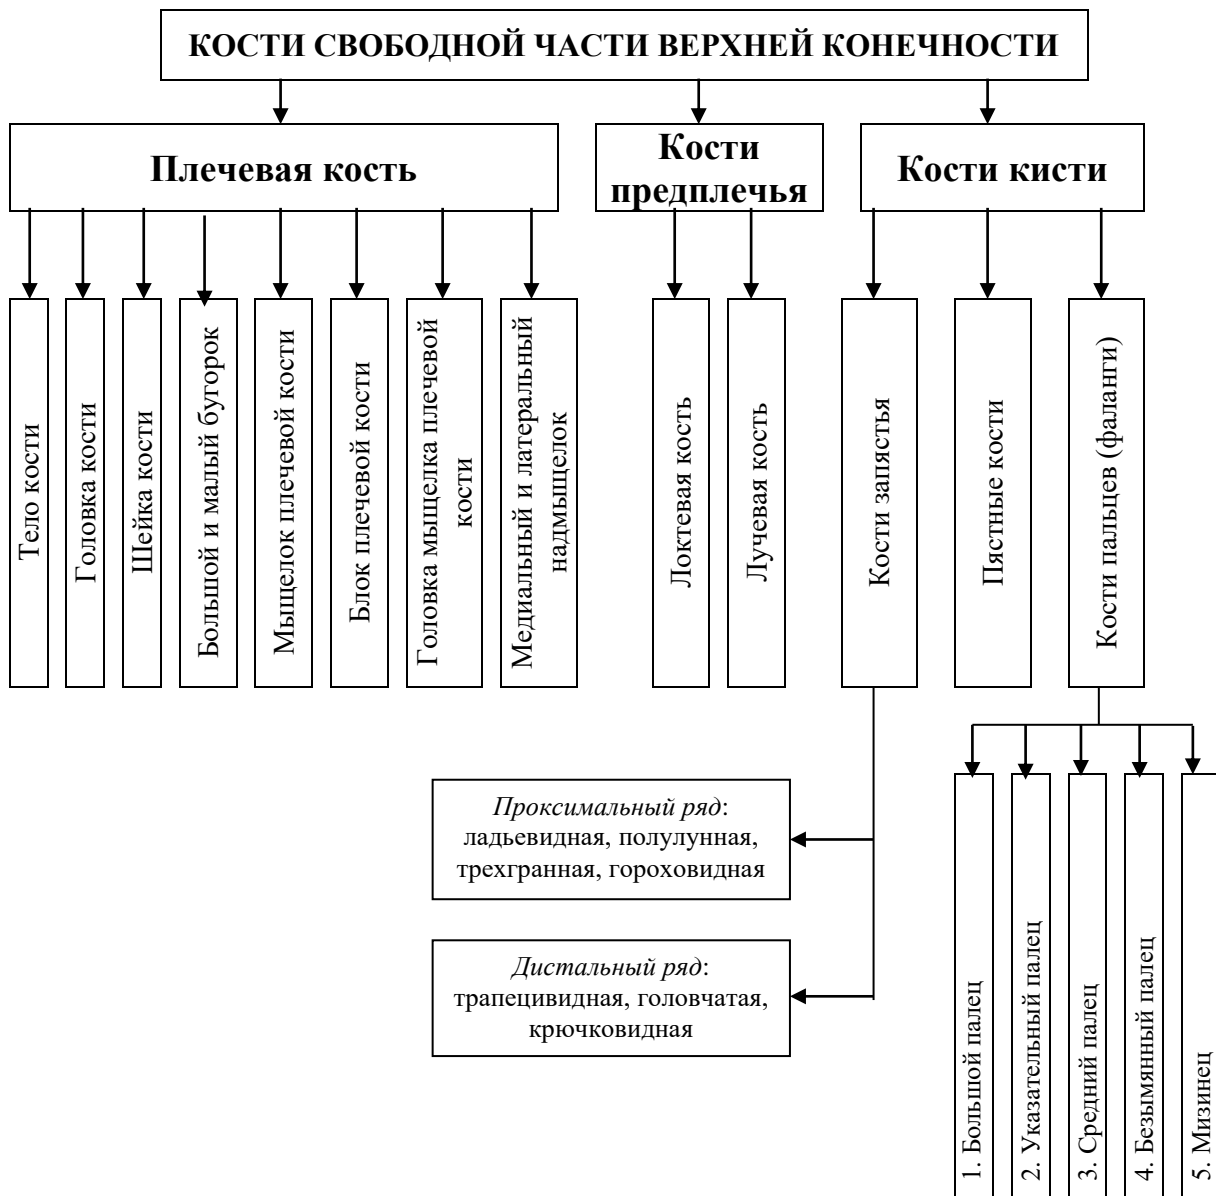 КОСТИ СВОБОДНОЙ ЧАСТИ ВЕРХНЕЙ КОНЕЧНОСТИ
Плечевая кость
Кости
предплечья
Кости кисти
Тело кости
Головка кости
Шейка кости
Большой и малый бугорок
Мыщелок плечевой кости
Блок плечевой кости
Головка мыщелка плечевой
кости
Медиальный и латеральный
надмыщелок
Локтевая кость
Лучевая кость
Кости запястья
Пястные кости
Кости пальцев (фаланги)
Проксимальный ряд:
ладьевидная, полулунная,
трехгранная, гороховидная
Дистальный ряд:
трапецивидная, головчатая,
крючковидная
1. Большой палец
2. Указательный палец
3. Средний палец
4. Безымянный палец
5. Мизинец